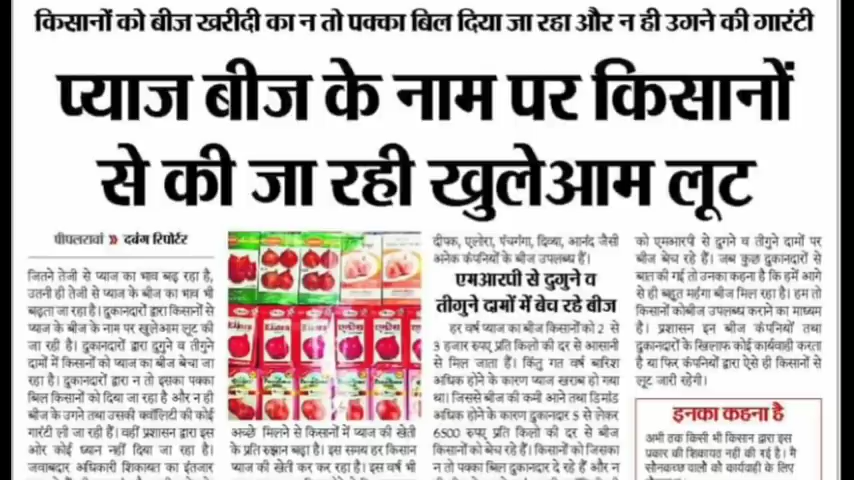 किसानों को बीज खरीदी का न तो पक्का बिल दिया जा रहा और न ही उगने की गारंटी
प्याज बीज के नाम पर किसानों
से की जा रही खुलेआम लूट
पीपलरावां » दबंग रिपोर्टर
जितने तेजी से प्याज का भाव बढ़ रहा है,
उतनी ही तेजी से प्याज के बीज का भाव भी
बढ़ता जा रहा है। दुकानदारों द्वारा किसानों से
प्याज के बीज के नाम पर खुलेआम लूट की
जा रही है। दुकानदारों द्वारा दुगुने व तीगुने
दामों में किसानों को प्याज का बीज बेचा जा
रहा है। दुकानदारों द्वारा न तो इसका पक्का
बिल किसानों को दिया जा रहा है और न ही
बीज के उगने तथा उसकी क्वॉलिटी की कोई
गारंटी ली जा रही हैं। वहीं प्रशासन द्वारा इस
ओर कोई ध्यान नहीं दिया जा रहा है।
जवाबदार अधिकारी शिकायत का इंतजार
अच्छे मिलने से किसानों में प्याज की खेती
के प्रति रुझान बढ़ा है। इस समय हर किसान
प्याज की खेती कर कर रहा है। इस वर्ष भी
दीपक, एलोरा, पंचगंगा, दिव्या, आनंद जैसी
अनेक कंपनियों के बीज उपलब्ध हैं।
एमआरपी से दुगुने व
तीगुने दामों में बेच रहे बीज
हर वर्ष प्याज का बीज किसानों को 2 से
3 हजार रुपए प्रति किलो की दर से आसानी
से मिल जाता हैं। किंतु गत वर्ष बारिश
अधिक होने के कारण प्याज खराब हो गया
था। जिससे बीज की कमी आने तथा डिमांड
अधिक होने के कारण दुकानदार 5 से लेकर
6500 रुपए प्रति किलो की दर से बीज
किसानों को बेच रहे हैं। किसानों को जिसका
न तो पक्का बिल दुकानदार दे रहे हैं और न
को एमआरपी से दुगने व तीगुने दामों पर
बीज बेच रहे हैं। जब कुछ दुकानदारों से
बात की गई तो उनका कहना है कि हमें आगे
से ही बहुत महंगा बीज मिल रहा है। हम तो
किसानों को बीज उपलब्ध कराने का माध्यम
है। प्रशासन इन बीज कंपनियों तथा
दुकानदारों के खिलाफ कोई कार्यवाही करता
है या फिर कंपनियों द्वारा ऐसे ही किसानों से
लूट जारी रहेगी।
इनका कहना है
अभी तक किसी भी किसान द्वारा इस
प्रकार की शिकायत नहीं की गई है। मै
सोनकच्छ वालों को कार्यवाही के लिए